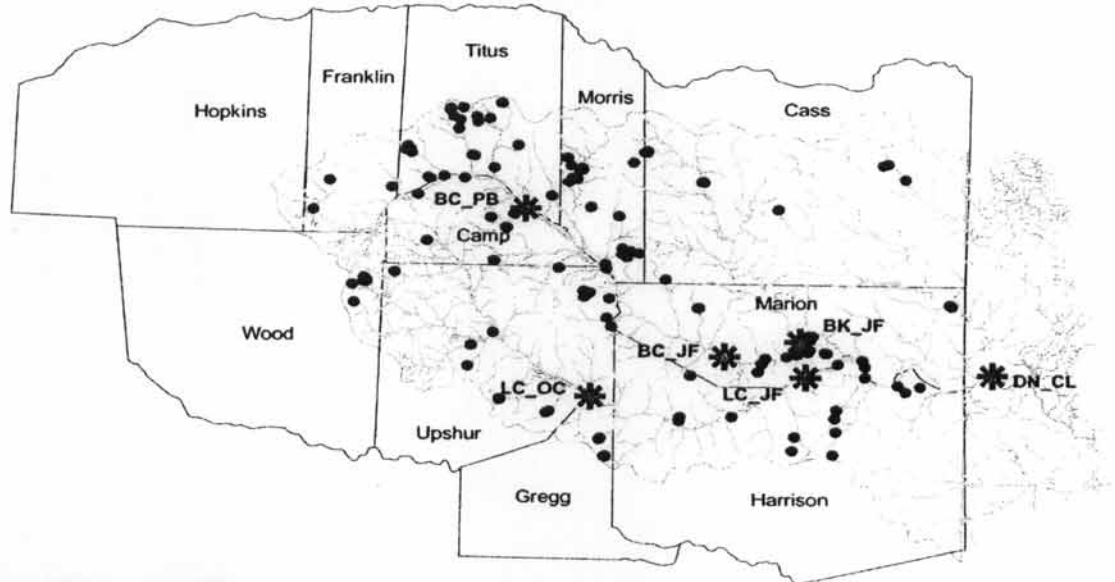 Titus
Franklin
Morris
Hopkins
Cass
BC_PB
Camp
Marion
BK_JF
Wood
BC_JF
DN_CL
LC_OC
LC_JF
Upshur
Gregg
Harrison